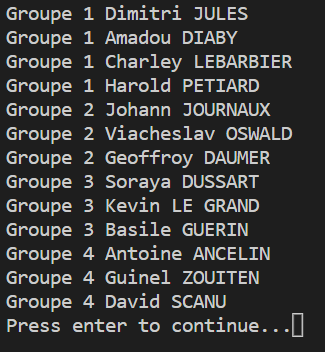 Groupe 1 Dimitri JULES
Groupe 1 Amadou DIABY
Groupe 1 Charley LEBARBIER
Groupe 1 Harold PETIARD
Groupe 2 Johann JOURNAUX
Groupe 2 Viacheslav OSWALD
Groupe 2 Geoffroy DAUMER
Groupe 3 Soraya DUSSART
Groupe 3 Kevin LE GRAND
Groupe 3 Basile GUERIN
Groupe 4 Antoine ANCELIN
Groupe 4 Guinel ZOUITEN
Groupe 4 David SCANU
Press enter to continue...